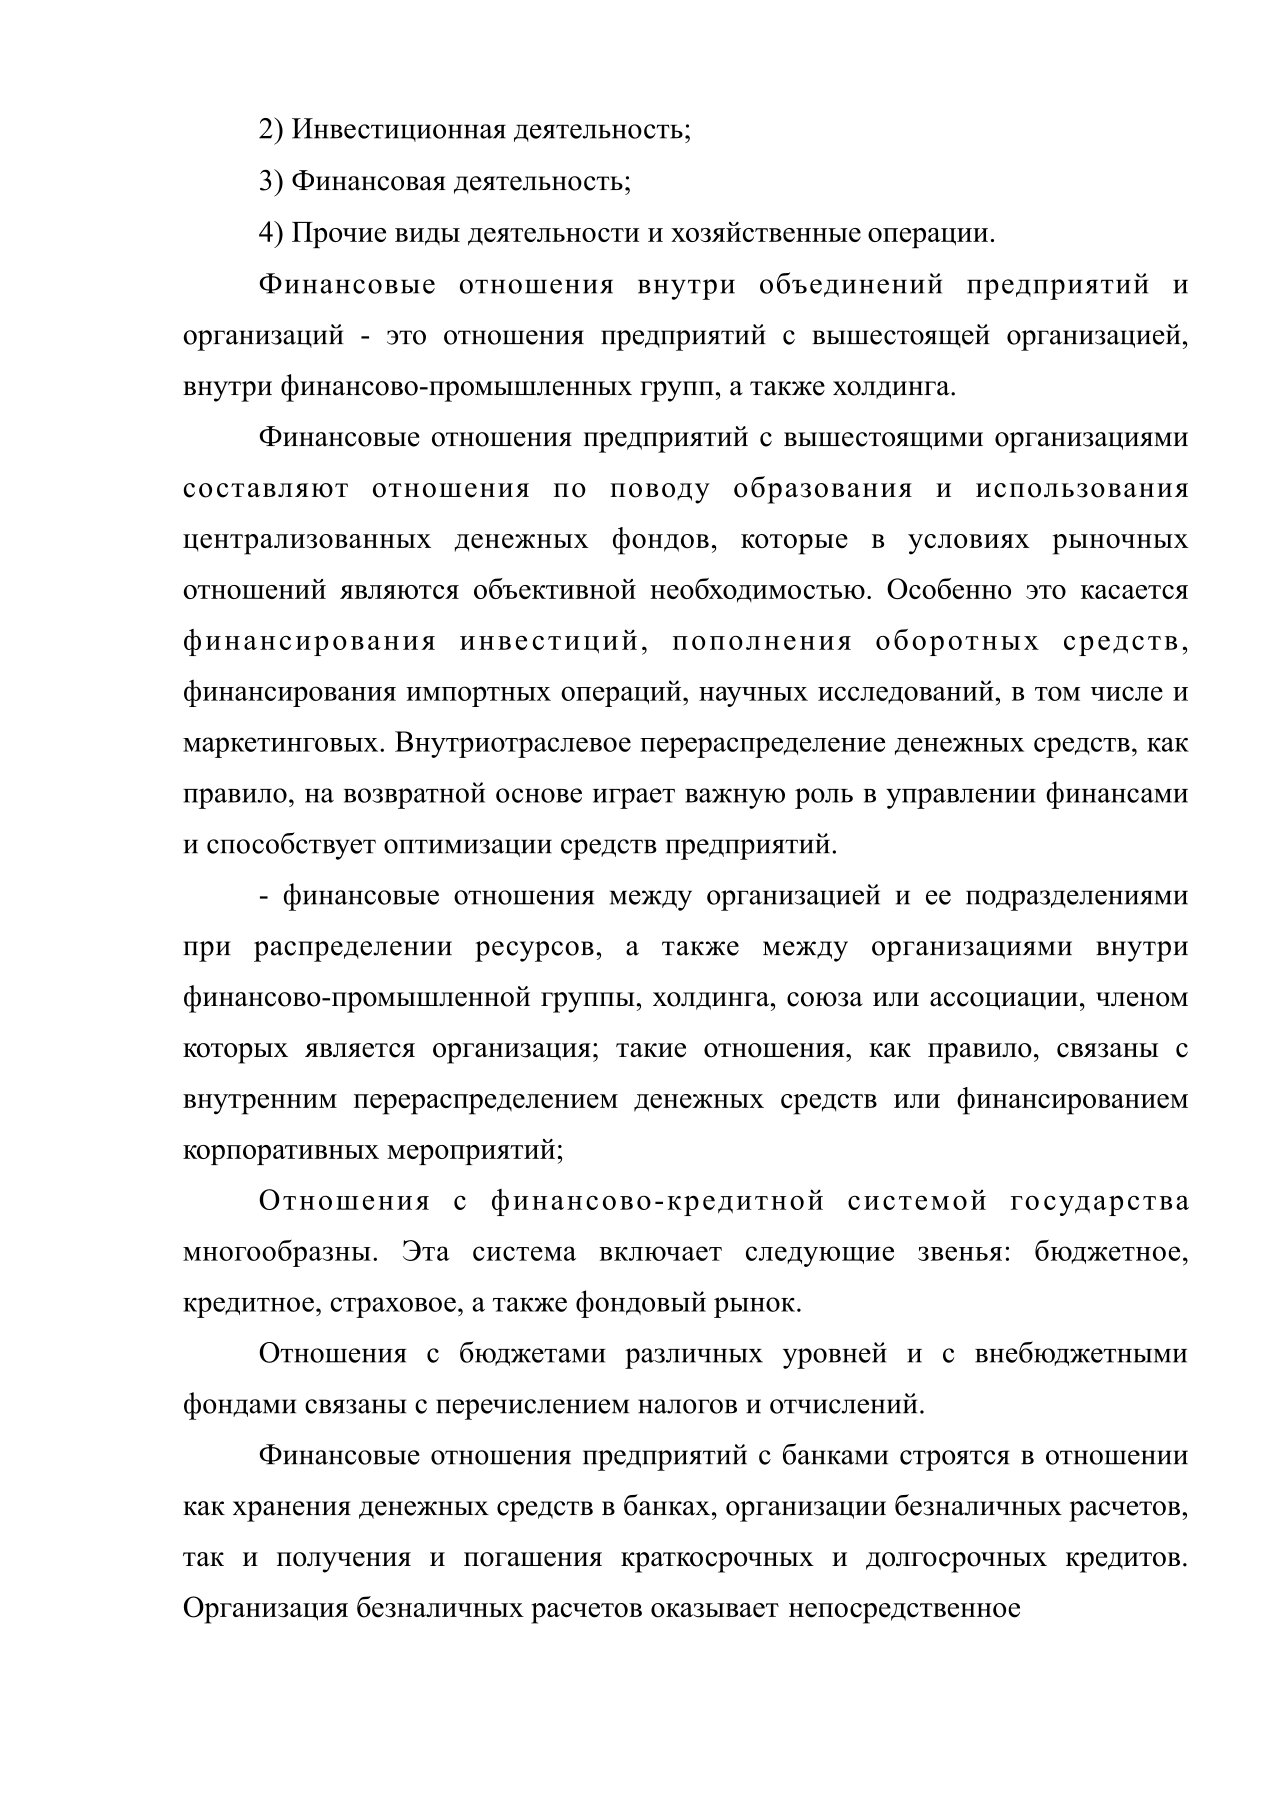 2) Инвестиционная деятельность;
3) Финансовая деятельность;
4) Прочие виды деятельности и хозяйственные операции.
Финансовые отношения внутри объединений предприятий и
организаций - это отношения предприятий с вышестоящей организацией,
внутри финансово-промышленных групп, а также холдинга.
Финансовые отношения предприятий с вышестоящими организациями
составляют отношения по поводу образования и использования
централизованных денежных фондов, которые в условиях рыночных
отношений являются объективной необходимостью. Особенно это касается
финансирования инвестиций, пополнения оборотных средств,
финансирования импортных операций, научных исследований, в том числе и
маркетинговых. Внутриотраслевое перераспределение денежных средств, как
правило, на возвратной основе играет важную роль в управлении финансами
и способствует оптимизации средств предприятий.
- финансовые отношения между организацией и ее подразделениями
при распределении ресурсов, а также между организациями внутри
финансово-промышленной группы, холдинга, союза или ассоциации, членом
которых является организация; такие отношения, как правило, связаны с
внутренним перераспределением денежных средств или финансированием
корпоративных мероприятий;
Отношения с финансово-кредитной системой государства
многообразны. Эта система включает следующие звенья: бюджетное,
кредитное, страховое, а также фондовый рынок.
Отношения с бюджетами различных уровней и с внебюджетными
фондами связаны с перечислением налогов и отчислений.
Финансовые отношения предприятий с банками строятся в отношении
как хранения денежных средств в банках, организации безналичных расчетов,
так и получения и погашения краткосрочных и долгосрочных кредитов.
Организация безналичных расчетов оказывает непосредственное